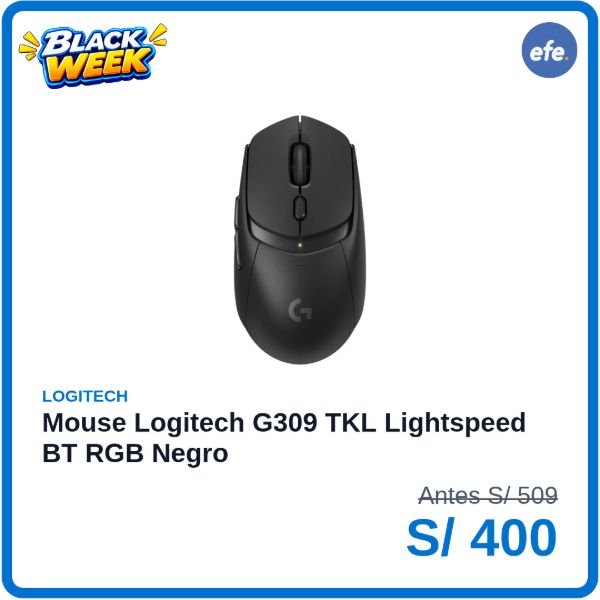 BLACK
WEEK
efe.
LOGITECH
Mouse Logitech G309 TKL Lightspeed
BT RGB Negro
Antes S/ 509
S/ 400